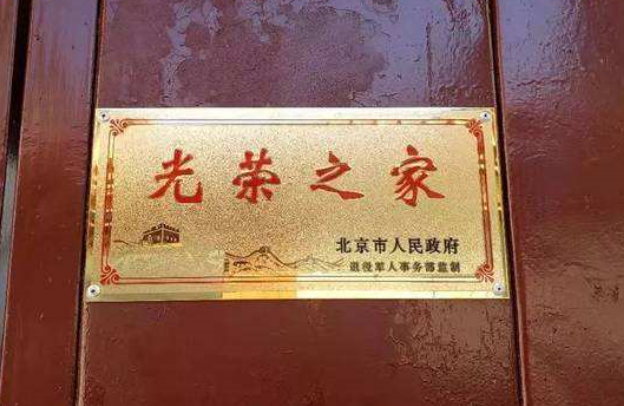 光荣之家
北京市人民政府
退役军人事务部监制